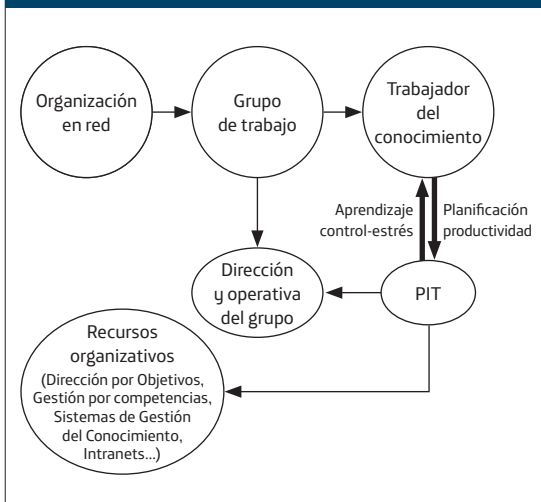 Organización
en red
Grupo
de trabajo
Trabajador
del
conocimiento
Aprendizaje
control-estrés
Planificación
productividad
Dirección
y operativa
del grupo
PIT
Recursos
organizativos
(Dirección por Objetivos,
Gestión por competencias,
Sistemas de Gestión
del Conocimiento,
Intranets...)